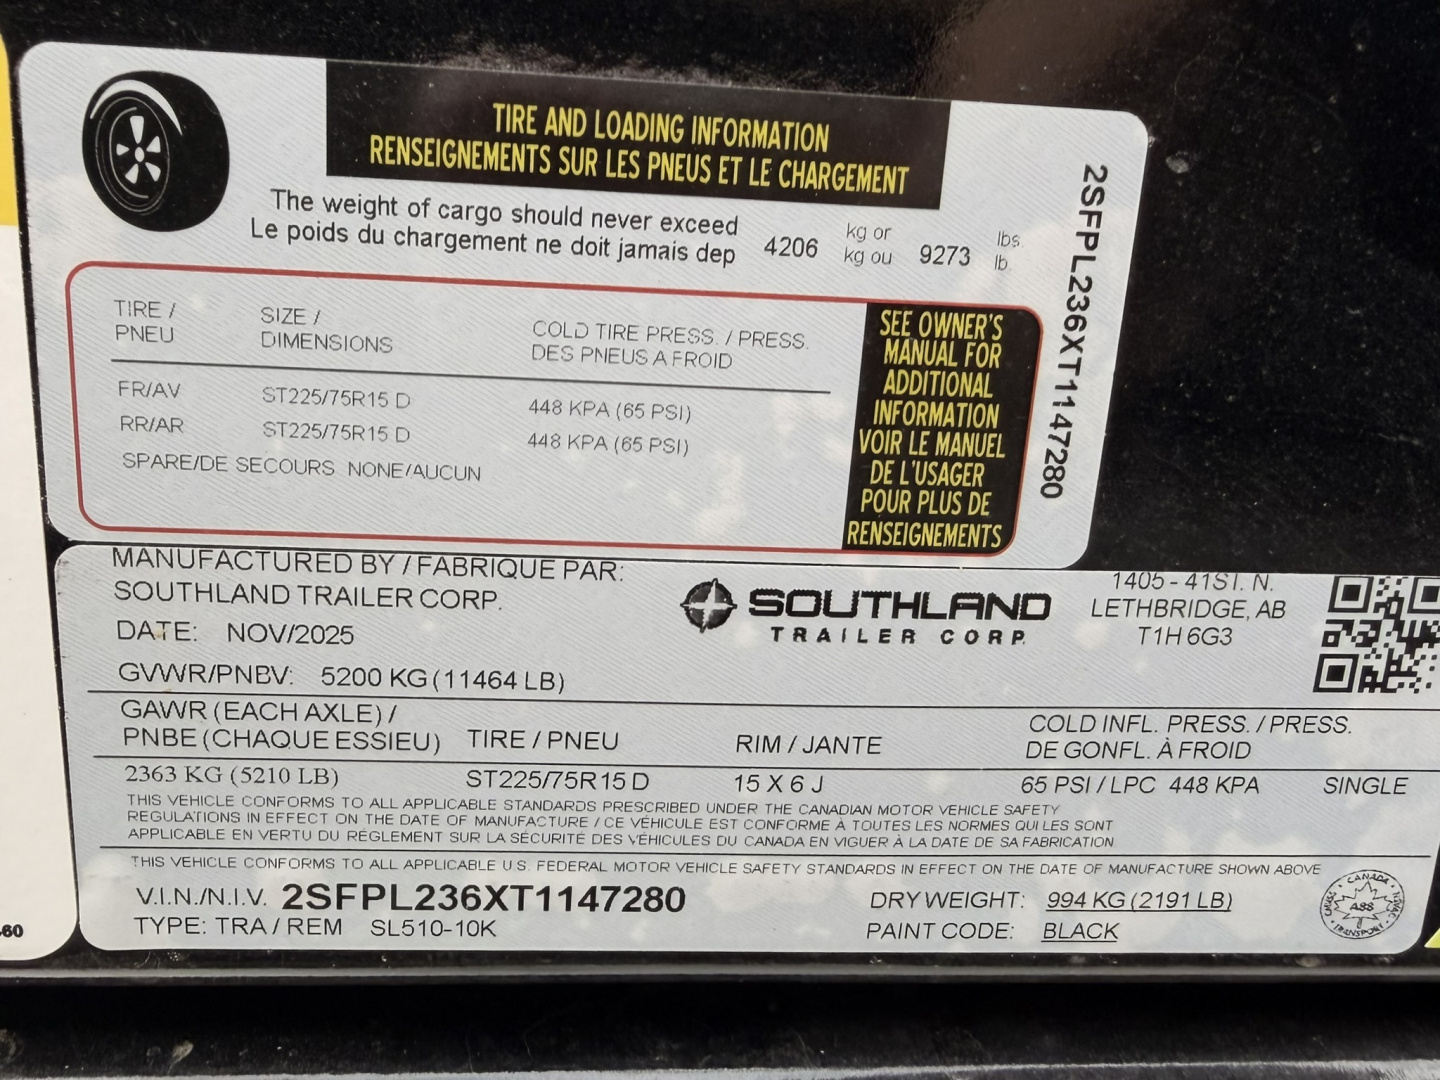 TIRE AND LOADING INFORMATION
RENSEIGNEMENTS SUR LES PNEUS ET LE CHARGEMENT
The weight of cargo should never exceed
Le poids du chargement ne doit jamais dep
4206 kg or 9273 lbs.
kg ou lb.
2SFPL236XT1147280
TIRE / SIZE / COLD TIRE PRESS. / PRESS.
PNEU DIMENSIONS DES PNEUS A FROID
FR/AV ST225/75R15 D 448 KPA (65 PSI)
RR/AR ST225/75R15 D 448 KPA (65 PSI)
SPARE/DE SECOURS NONE/AUCUN
SEE OWNER'S
MANUAL FOR
ADDITIONAL
INFORMATION
VOIR LE MANUEL
DE L'USAGER
POUR PLUS DE
RENSEIGNEMENTS
MANUFACTURED BY / FABRIQUE PAR:
SOUTHLAND TRAILER CORP.
DATE: NOV/2025
GVWR/PNBV: 5200 KG (11464 LB)
SOUTHLAND
TRAILER CORP.
1405 - 41ST. N.
LETHBRIDGE, AB
T1H 6G3
GAWR (EACH AXLE) /
PNBE (CHAQUE ESSIEU) TIRE / PNEU RIM / JANTE COLD INFL. PRESS. / PRESS.
DE GONFL. À FROID
2363 KG (5210 LB) ST225/75R15 D 15 X 6 J 65 PSI / LPC 448 KPA SINGLE
THIS VEHICLE CONFORMS TO ALL APPLICABLE STANDARDS PRESCRIBED UNDER THE CANADIAN MOTOR VEHICLE SAFETY
REGULATIONS IN EFFECT ON THE DATE OF MANUFACTURE / CE VÉHICULE EST CONFORME À TOUTES LES NORMES QUI LES SONT
APPLICABLE EN VERTU DU RÉGLEMENT SUR LA SÉCURITÉ DES VÉHICULES DU CANADA EN VIGUER À LA DATE DE SA FABRICATION
THIS VEHICLE CONFORMS TO ALL APPLICABLE U.S. FEDERAL MOTOR VEHICLE SAFETY STANDARDS IN EFFECT ON THE DATE OF MANUFACTURE SHOWN ABOVE
V.I.N./N.I.V. 2SFPL236XT1147280 DRY WEIGHT: 994 KG (2191 LB)
TYPE: TRA / REM SL510-10K PAINT CODE: BLACK
CANADA
TRANSPORT
60